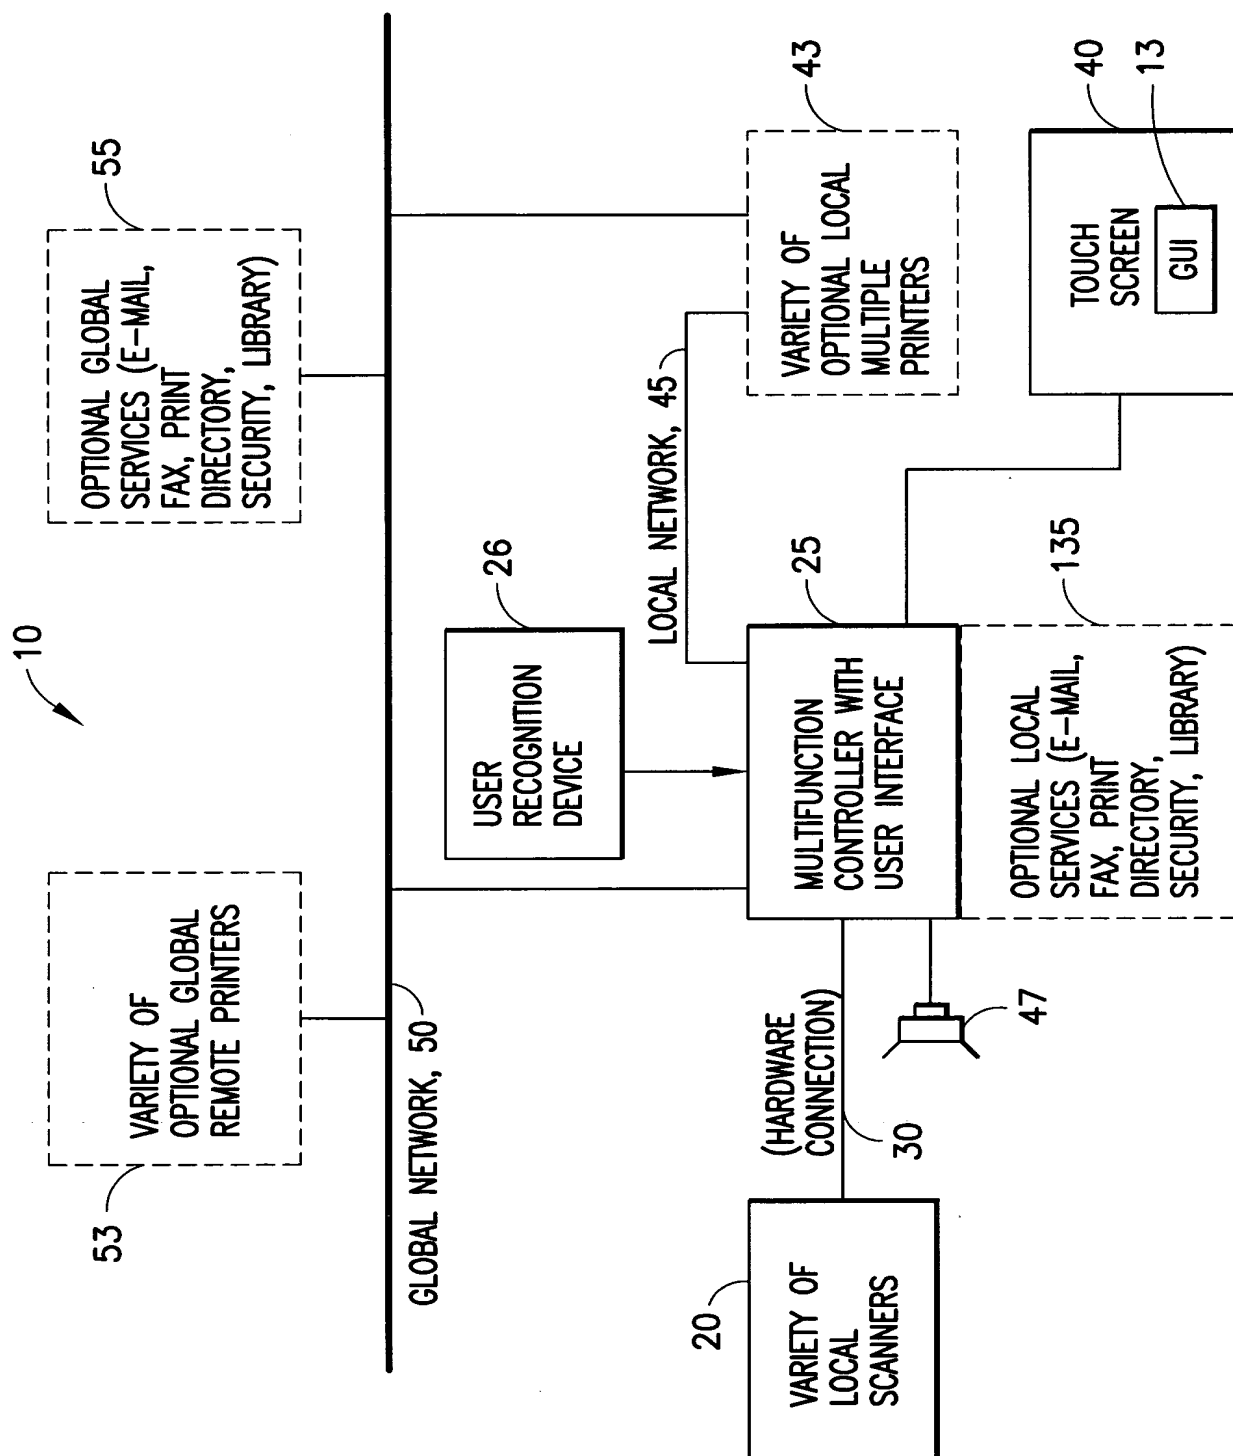 10
53
VARIETY OF
OPTIONAL GLOBAL
REMOTE PRINTERS
55
OPTIONAL GLOBAL
SERVICES (E-MAIL,
FAX, PRINT
DIRECTORY,
SECURITY, LIBRARY)
GLOBAL NETWORK, 50
26
USER
RECOGNITION
DEVICE
LOCAL NETWORK, 45
43
VARIETY OF
OPTIONAL LOCAL
MULTIPLE
PRINTERS
20
VARIETY OF
LOCAL
SCANNERS
(HARDWARE
CONNECTION)
30
47
25
MULTIFUNCTION
CONTROLLER WITH
USER INTERFACE
135
OPTIONAL LOCAL
SERVICES (E-MAIL,
FAX, PRINT
DIRECTORY,
SECURITY, LIBRARY)
40
TOUCH
SCREEN
13
GUI